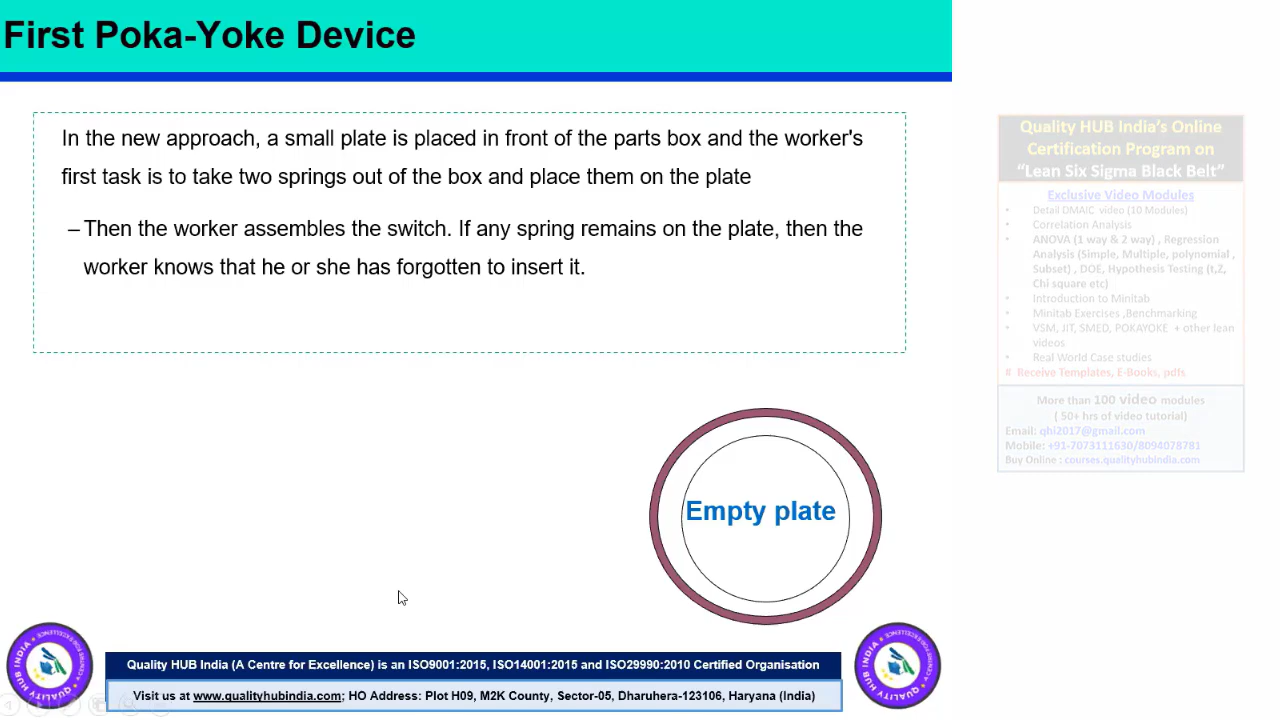 First Poka-Yoke Device
In the new approach, a small plate is placed in front of the parts box and the worker's
first task is to take two springs out of the box and place them on the plate
– Then the worker assembles the switch. If any spring remains on the plate, then the
worker knows that he or she has forgotten to insert it.
Empty plate
Quality HUB India's Online
Certification Program on
"Lean Six Sigma Black Belt"
Exclusive Video Modules
• Detail DMAIC video (10 Modules)
• Correlation Analysis
• ANOVA (1 way & 2 way) , Regression
Analysis (Simple, Multiple, polynomial ,
Subset) , DOE, Hypothesis Testing (t,Z,
Chi square etc)
• Introduction to Minitab
• Minitab Exercises ,Benchmarking
• VSM, JIT, SMED, POKAYOKE + other lean
videos
• Real World Case studies
# Receive Templates, E-Books, pdfs
More than 100 video modules
( 50+ hrs of video tutorial)
Email: qhi2017@gmail.com
Mobile: +91-7073111630/8094078781
Buy Online : courses.qualityhubindia.com
QUALITY HUB INDIA
Quality HUB India (A Centre for Excellence) is an ISO9001:2015, ISO14001:2015 and ISO29990:2010 Certified Organisation
Visit us at www.qualityhubindia.com; HO Address: Plot H09, M2K County, Sector-05, Dharuhera-123106, Haryana (India)
QUALITY HUB INDIA